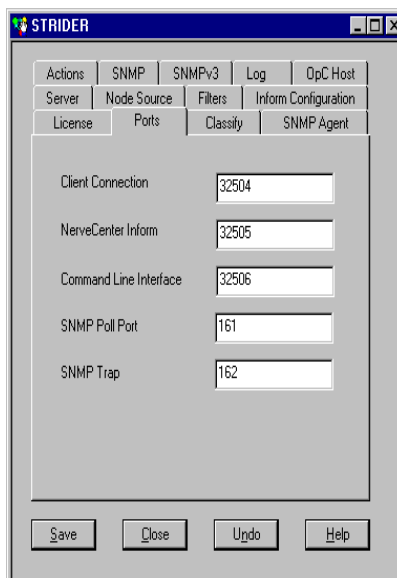 STRIDER
Actions SNMP SNMPv3 Log OpC Host
Server Node Source Filters Inform Configuration
License Ports Classify SNMP Agent
Client Connection 32504
NerveCenter Inform 32505
Command Line Interface 32506
SNMP Poll Port 161
SNMP Trap 162
Save Close Undo Help